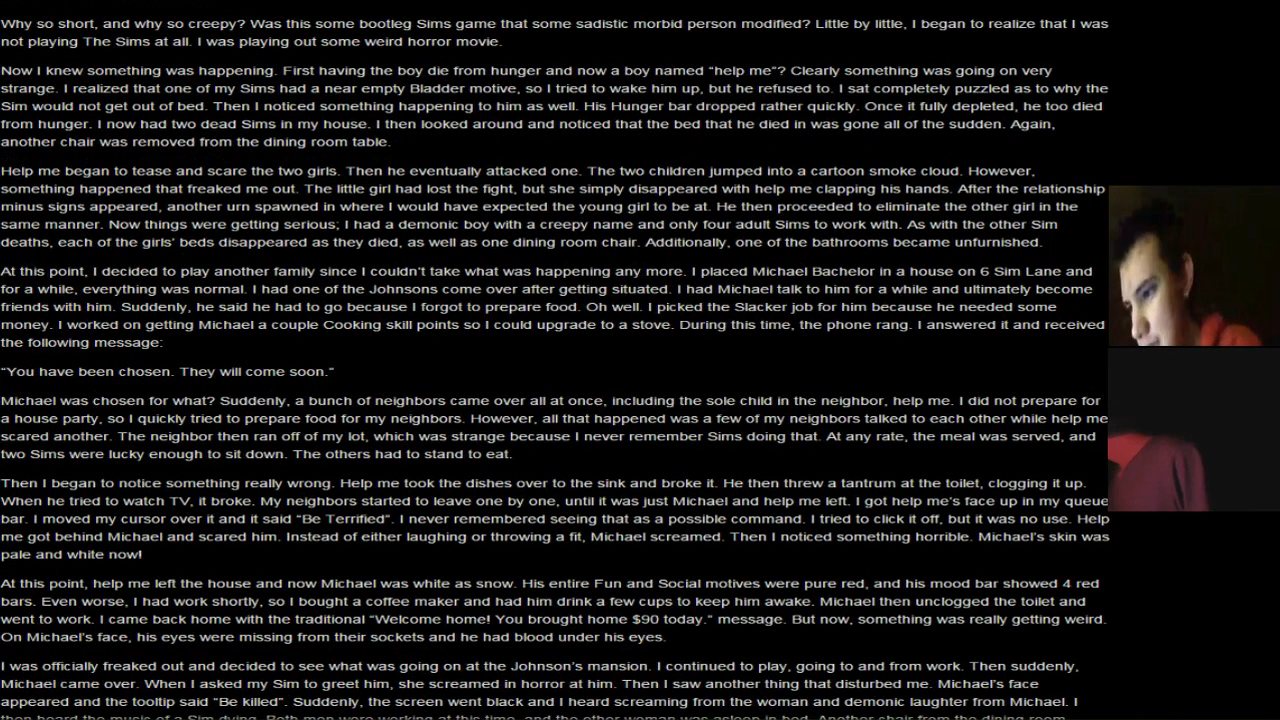 Why so short, and why so creepy? Was this some bootleg Sims game that some sadistic morbid person modified? Little by little, I began to realize that I was
not playing The Sims at all. I was playing out some weird horror movie.
Now I knew something was happening. First having the boy die from hunger and now a boy named “help me”? Clearly something was going on very
strange. I realized that one of my Sims had a near empty Bladder motive, so I tried to wake him up, but he refused to. I sat completely puzzled as to why the
Sim would not get out of bed. Then I noticed something happening to him as well. His Hunger bar dropped rather quickly. Once it fully depleted, he too died
from hunger. I now had two dead Sims in my house. I then looked around and noticed that the bed that he died in was gone all of the sudden. Again,
another chair was removed from the dining room table.
Help me began to tease and scare the two girls. Then he eventually attacked one. The two children jumped into a cartoon smoke cloud. However,
something happened that freaked me out. The little girl had lost the fight, but she simply disappeared with help me clapping his hands. After the relationship
minus signs appeared, another urn spawned in where I would have expected the young girl to be at. He then proceeded to eliminate the other girl in the
same manner. Now things were getting serious; I had a demonic boy with a creepy name and only four adult Sims to work with. As with the other Sim
deaths, each of the girls’ beds disappeared as they died, as well as one dining room chair. Additionally, one of the bathrooms became unfurnished.
At this point, I decided to play another family since I couldn’t take what was happening any more. I placed Michael Bachelor in a house on 6 Sim Lane and
for a while, everything was normal. I had one of the Johnsons come over after getting situated. I had Michael talk to him for a while and ultimately become
friends with him. Suddenly, he said he had to go because I forgot to prepare food. Oh well. I picked the Slacker job for him because he needed some
money. I worked on getting Michael a couple Cooking skill points so I could upgrade to a stove. During this time, the phone rang. I answered it and received
the following message:
“You have been chosen. They will come soon.”
Michael was chosen for what? Suddenly, a bunch of neighbors came over all at once, including the sole child in the neighbor, help me. I did not prepare for
a house party, so I quickly tried to prepare food for my neighbors. However, all that happened was a few of my neighbors talked to each other while help me
scared another. The neighbor then ran off of my lot, which was strange because I never remember Sims doing that. At any rate, the meal was served, and
two Sims were lucky enough to sit down. The others had to stand to eat.
Then I began to notice something really wrong. Help me took the dishes over to the sink and broke it. He then threw a tantrum at the toilet, clogging it up.
When he tried to watch TV, it broke. My neighbors started to leave one by one, until it was just Michael and help me left. I got help me’s face up in my queue
bar. I moved my cursor over it and it said “Be Terrified”. I never remembered seeing that as a possible command. I tried to click it off, but it was no use. Help
me got behind Michael and scared him. Instead of either laughing or throwing a fit, Michael screamed. Then I noticed something horrible. Michael’s skin was
pale and white now!
At this point, help me left the house and now Michael was white as snow. His entire Fun and Social motives were pure red, and his mood bar showed 4 red
bars. Even worse, I had work shortly, so I bought a coffee maker and had him drink a few cups to keep him awake. Michael then unclogged the toilet and
went to work. I came back home with the traditional “Welcome home! You brought home $90 today.” message. But now, something was really getting weird.
On Michael’s face, his eyes were missing from their sockets and he had blood under his eyes.
I was officially freaked out and decided to see what was going on at the Johnson’s mansion. I continued to play, going to and from work. Then suddenly,
Michael came over. When I asked my Sim to greet him, she screamed in horror at him. Then I saw another thing that disturbed me. Michael’s face
appeared and the tooltip said “Be killed”. Suddenly, the screen went black and I heard screaming from the woman and demonic laughter from Michael. I
then heard the music of a Sim dying. Both men were working at this time, and the other woman was asleep in bed. Another chair from the dining room